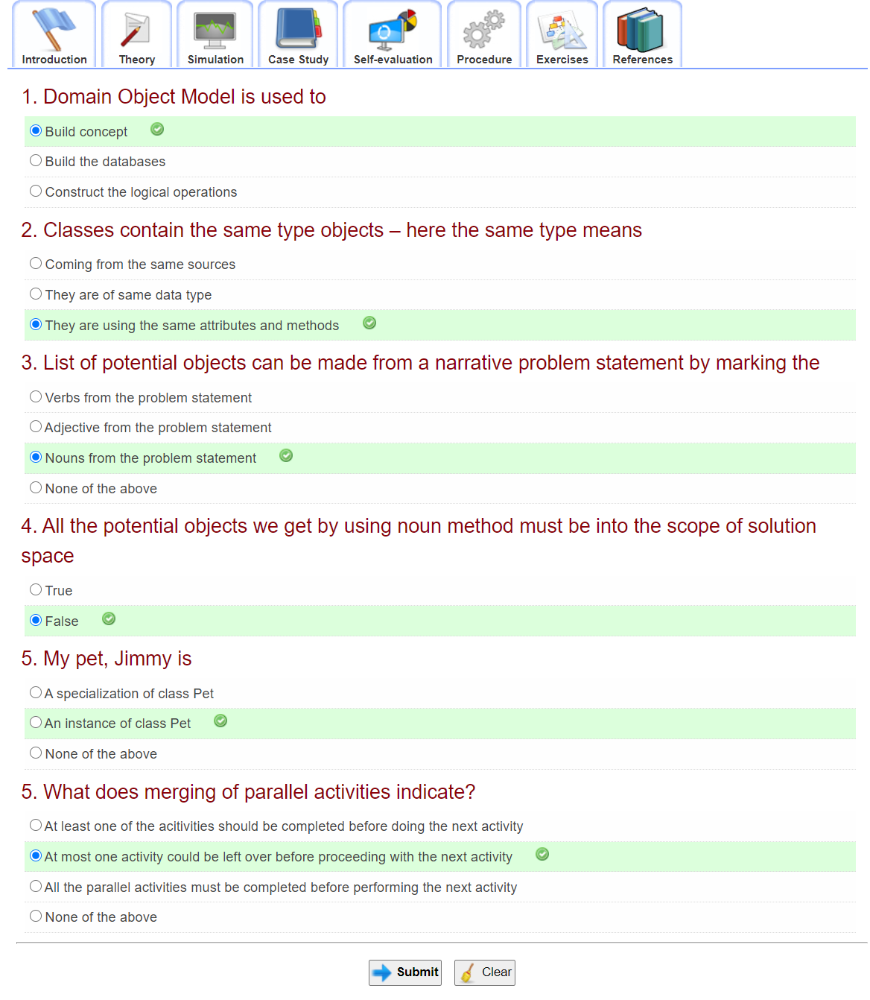 Introduction
Theory
Simulation
Case Study
Self-evaluation
Procedure
Exercises
References
1. Domain Object Model is used to
Build concept
Build the databases
Construct the logical operations
2. Classes contain the same type objects – here the same type means
Coming from the same sources
They are of same data type
They are using the same attributes and methods
3. List of potential objects can be made from a narrative problem statement by marking the
Verbs from the problem statement
Adjective from the problem statement
Nouns from the problem statement
None of the above
4. All the potential objects we get by using noun method must be into the scope of solution
space
True
False
5. My pet, Jimmy is
A specialization of class Pet
An instance of class Pet
None of the above
5. What does merging of parallel activities indicate?
At least one of the acitivities should be completed before doing the next activity
At most one activity could be left over before proceeding with the next activity
All the parallel activities must be completed before performing the next activity
None of the above
Submit
Clear